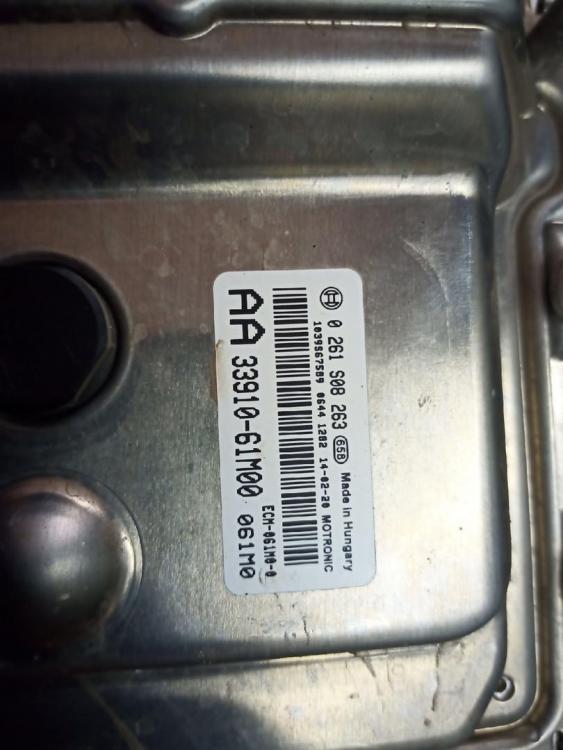 0 261 S08 263 65B Made in Hungary
1039S67589 0644 1282 14-02-20 MOTRONIC
ECM-061M0-0
AA 33910-61M00 061M0